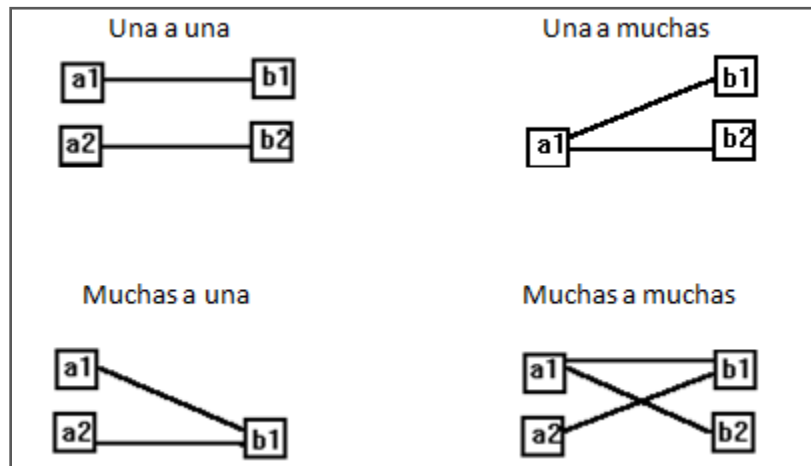 Una a una
a1 b1
a2 b2
Una a muchas
b1
a1 b2
Muchas a una
a1
a2 b1
Muchas a muchas
a1 b1
a2 b2